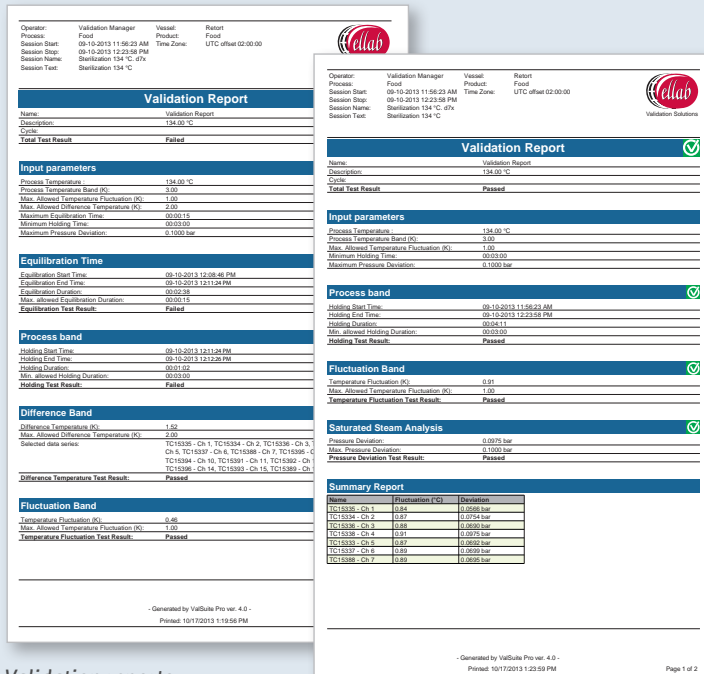 Operator: Validation Manager Vessel: Retort
Process: Food Product: Food
Session Start: 09-10-2013 11:56:23 AM Time Zone: UTC offset 02:00:00
Session Stop: 09-10-2013 12:23:58 PM
Session Name: Sterilization 134 °C. d7x
Session Text: Sterilization 134 °C
ellab
Validation Report
Name: Validation Report
Description: 134.00 °C
Cycle:
Total Test Result Failed
Input parameters
Process Temperature : 134.00 °C
Process Temperature Band (K): 3.00
Max. Allowed Temperature Fluctuation (K): 1.00
Max. Allowed Difference Temperature (K): 2.00
Maximum Equilibration Time: 00:00:15
Minimum Holding Time: 00:03:00
Maximum Pressure Deviation: 0.1000 bar
Equilibration Time
Equilibration Start Time: 09-10-2013 12:08:46 PM
Equilibration End Time: 09-10-2013 12:11:24 PM
Equilibration Duration: 00:02:38
Max. allowed Equilibration Duration: 00:00:15
Equilibration Test Result: Failed
Process band
Holding Start Time: 09-10-2013 12:11:24 PM
Holding End Time: 09-10-2013 12:12:26 PM
Holding Duration: 00:01:02
Min. allowed Holding Duration: 00:03:00
Holding Test Result: Failed
Difference Band
Difference Temperature (K): 1.52
Max. Allowed Difference Temperature (K): 2.00
Selected data series: TC15335 - Ch 1, TC15334 - Ch 2, TC15336 - Ch 3,
Ch 5, TC15337 - Ch 6, TC15388 - Ch 7, TC15395 -
TC15394 - Ch 10, TC15391 - Ch 11, TC15392 - Ch
TC15396 - Ch 14, TC15393 - Ch 15, TC15389 - Ch
Difference Temperature Test Result: Passed
Fluctuation Band
Temperature Fluctuation (K): 0.46
Max. Allowed Temperature Fluctuation (K): 1.00
Temperature Fluctuation Test Result: Passed
- Generated by ValSuite Pro ver. 4.0 -
Printed: 10/17/2013 1:19:56 PM
Operator: Validation Manager Vessel: Retort
Process: Food Product: Food
Session Start: 09-10-2013 11:56:23 AM Time Zone: UTC offset 02:00:00
Session Stop: 09-10-2013 12:23:58 PM
Session Name: Sterilization 134 °C. d7x
Session Text: Sterilization 134 °C
ellab
Validation Solutions
Validation Report
Name: Validation Report
Description: 134.00 °C
Cycle:
Total Test Result Passed
Input parameters
Process Temperature : 134.00 °C
Process Temperature Band (K): 3.00
Max. Allowed Temperature Fluctuation (K): 1.00
Minimum Holding Time: 00:03:00
Maximum Pressure Deviation: 0.1000 bar
Process band
Holding Start Time: 09-10-2013 11:56:23 AM
Holding End Time: 09-10-2013 12:23:58 PM
Holding Duration: 00:04:11
Min. allowed Holding Duration: 00:03:00
Holding Test Result: Passed
Fluctuation Band
Temperature Fluctuation (K): 0.91
Max. Allowed Temperature Fluctuation (K): 1.00
Temperature Fluctuation Test Result: Passed
Saturated Steam Analysis
Pressure Deviation: 0.0975 bar
Max. Pressure Deviation: 0.1000 bar
Pressure Deviation Test Result: Passed
Summary Report
Name Fluctuation (°C) Deviation
TC15335 - Ch 1 0.84 0.0566 bar
TC15334 - Ch 2 0.87 0.0754 bar
TC15336 - Ch 3 0.88 0.0690 bar
TC15338 - Ch 4 0.91 0.0975 bar
TC15333 - Ch 5 0.87 0.0692 bar
TC15337 - Ch 6 0.89 0.0699 bar
TC15388 - Ch 7 0.89 0.0695 bar
- Generated by ValSuite Pro ver. 4.0 -
Printed: 10/17/2013 1:23:59 PM Page 1 of 2